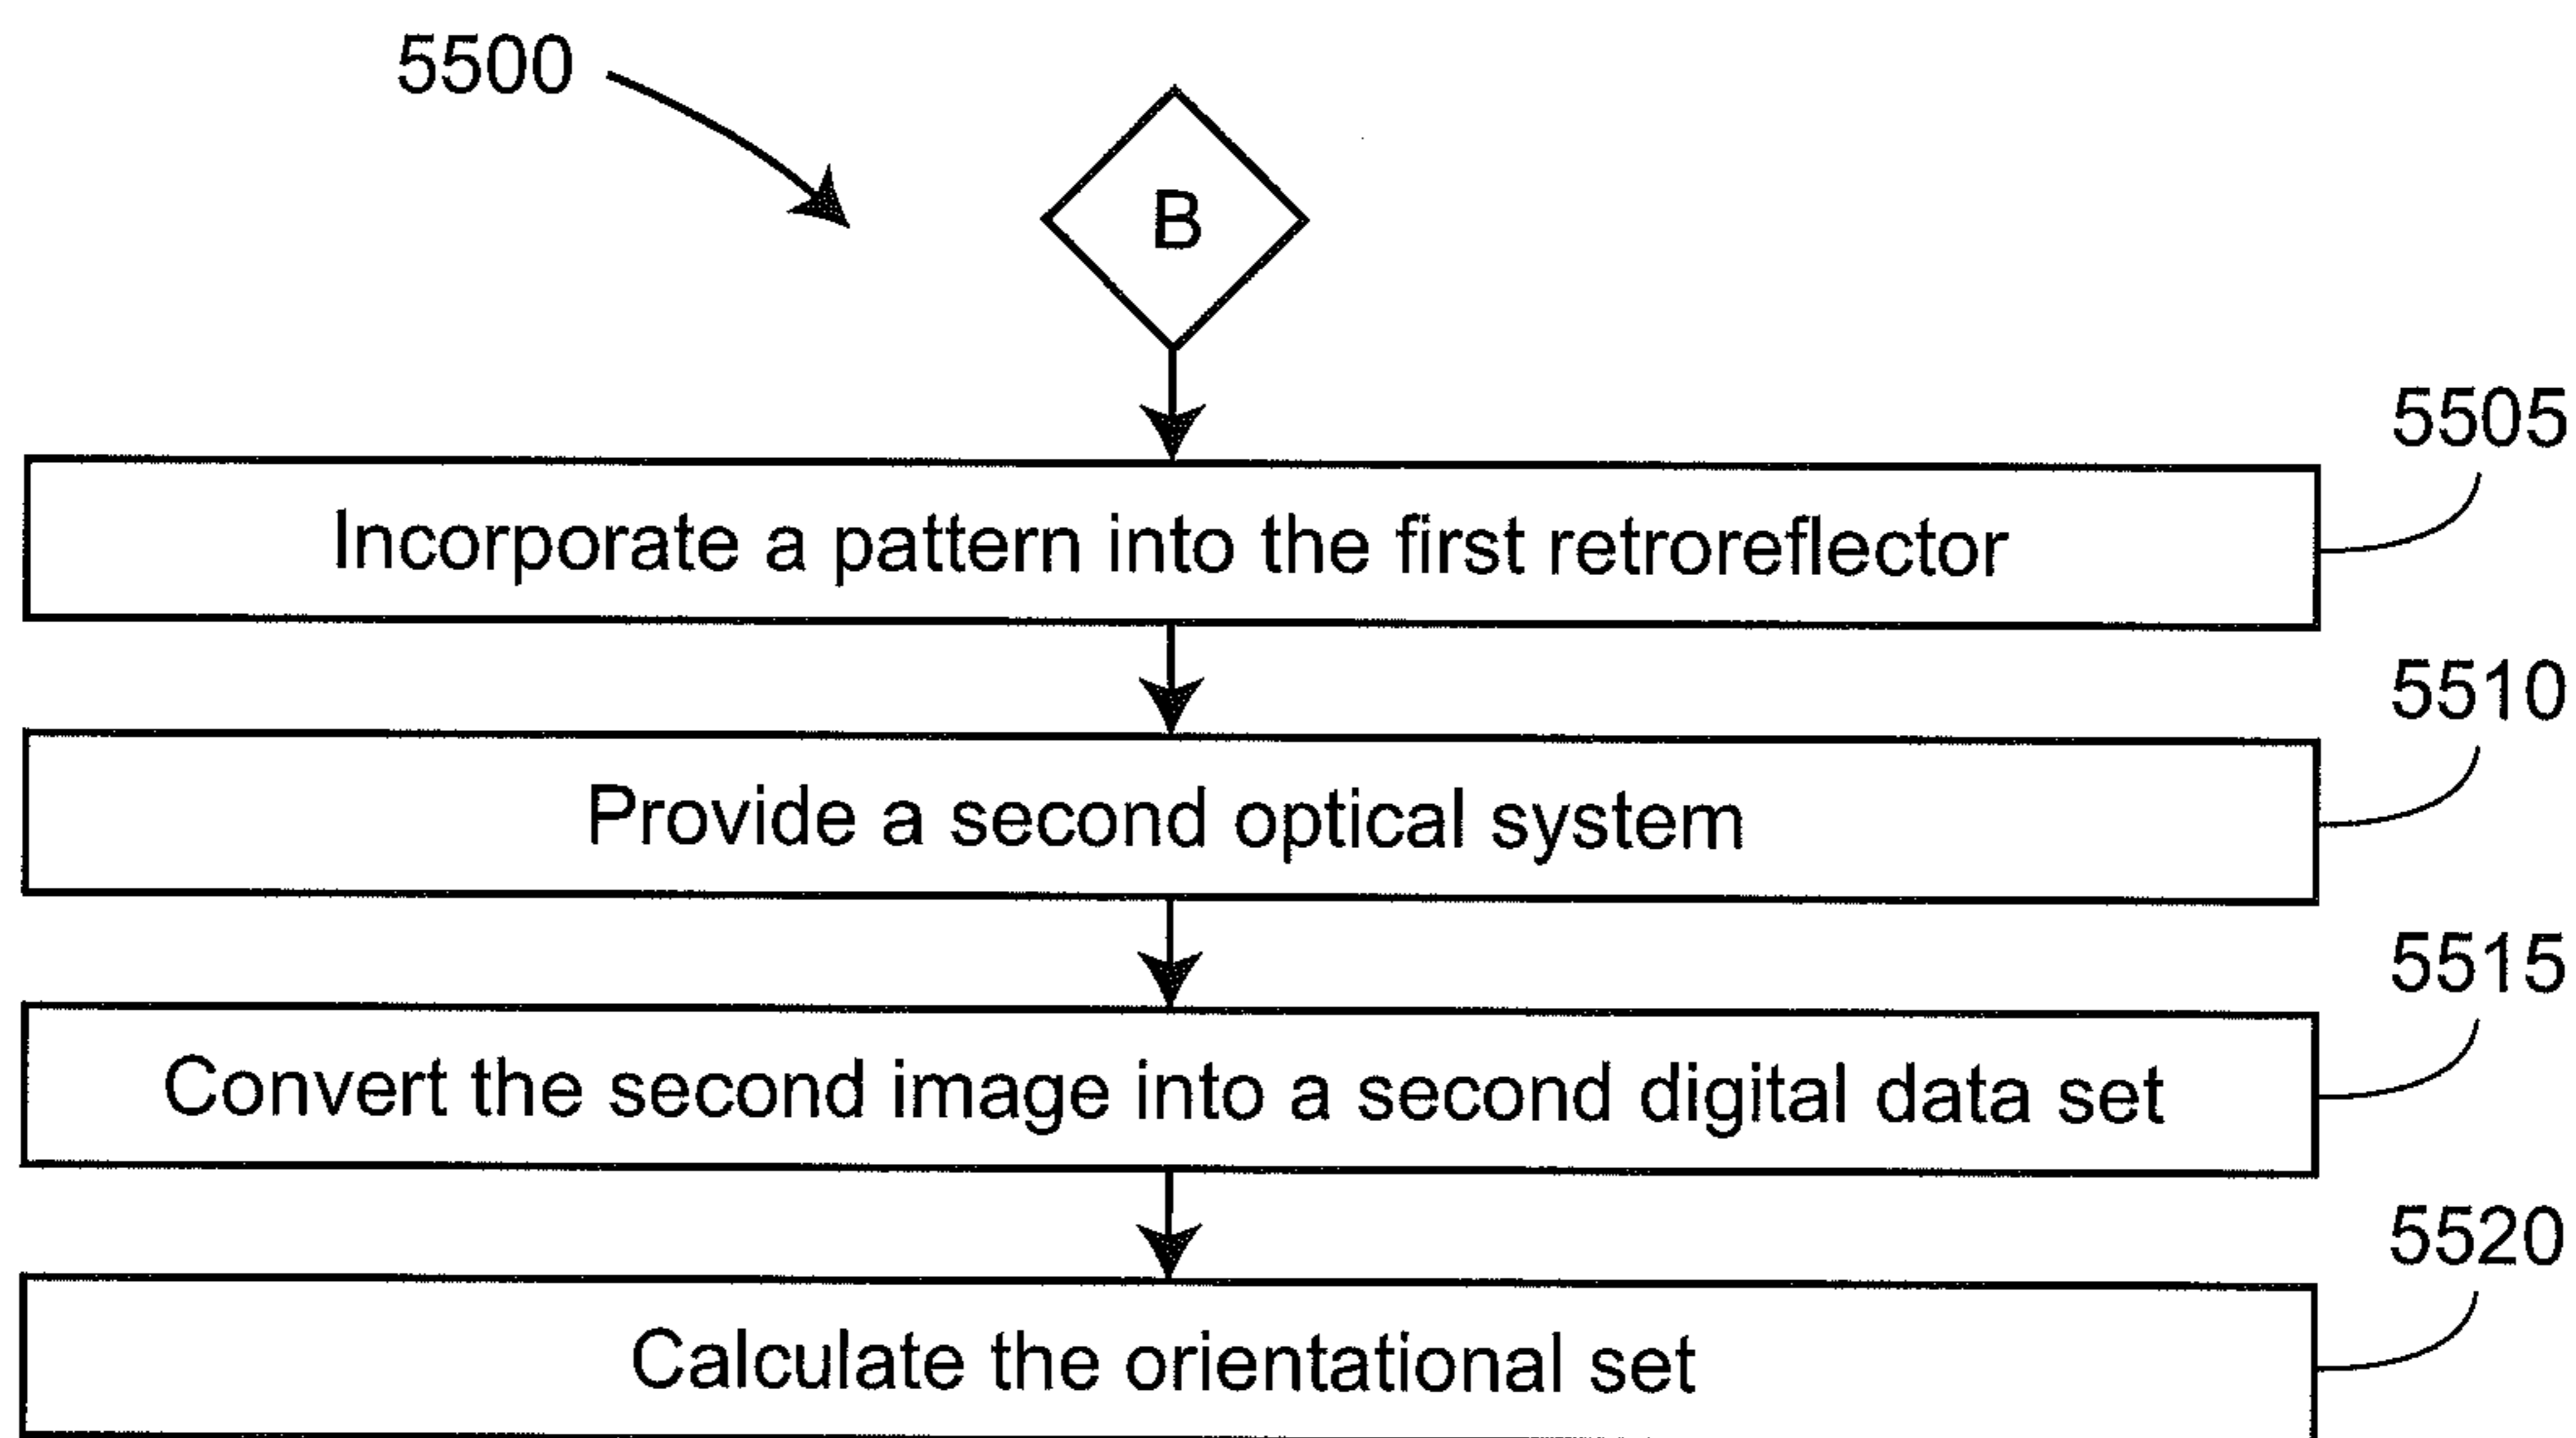 5500
B
5505
Incorporate a pattern into the first retroreflector
5510
Provide a second optical system
5515
Convert the second image into a second digital data set
5520
Calculate the orientational set